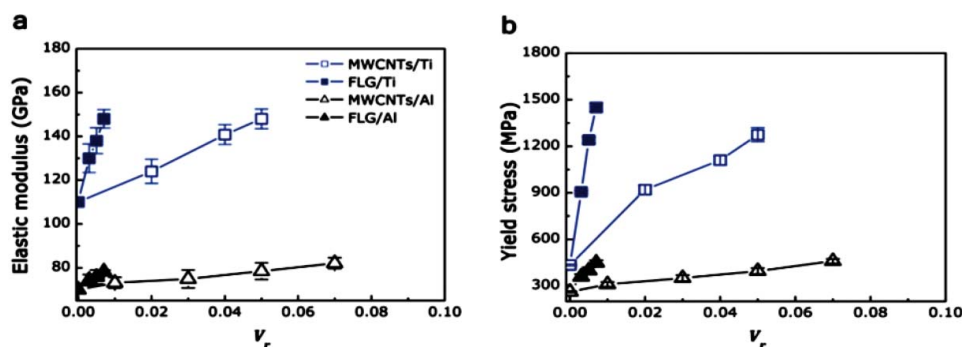 a
Elastic modulus (GPa)
180
160
140
120
100
80
0.00 0.02 0.04 0.06 0.08 0.10
V_r
MWCNTs/Ti
FLG/Ti
MWCNTs/Al
FLG/Al
b
Yield stress (MPa)
1800
1500
1200
900
600
300
0.00 0.02 0.04 0.06 0.08 0.10
V_r